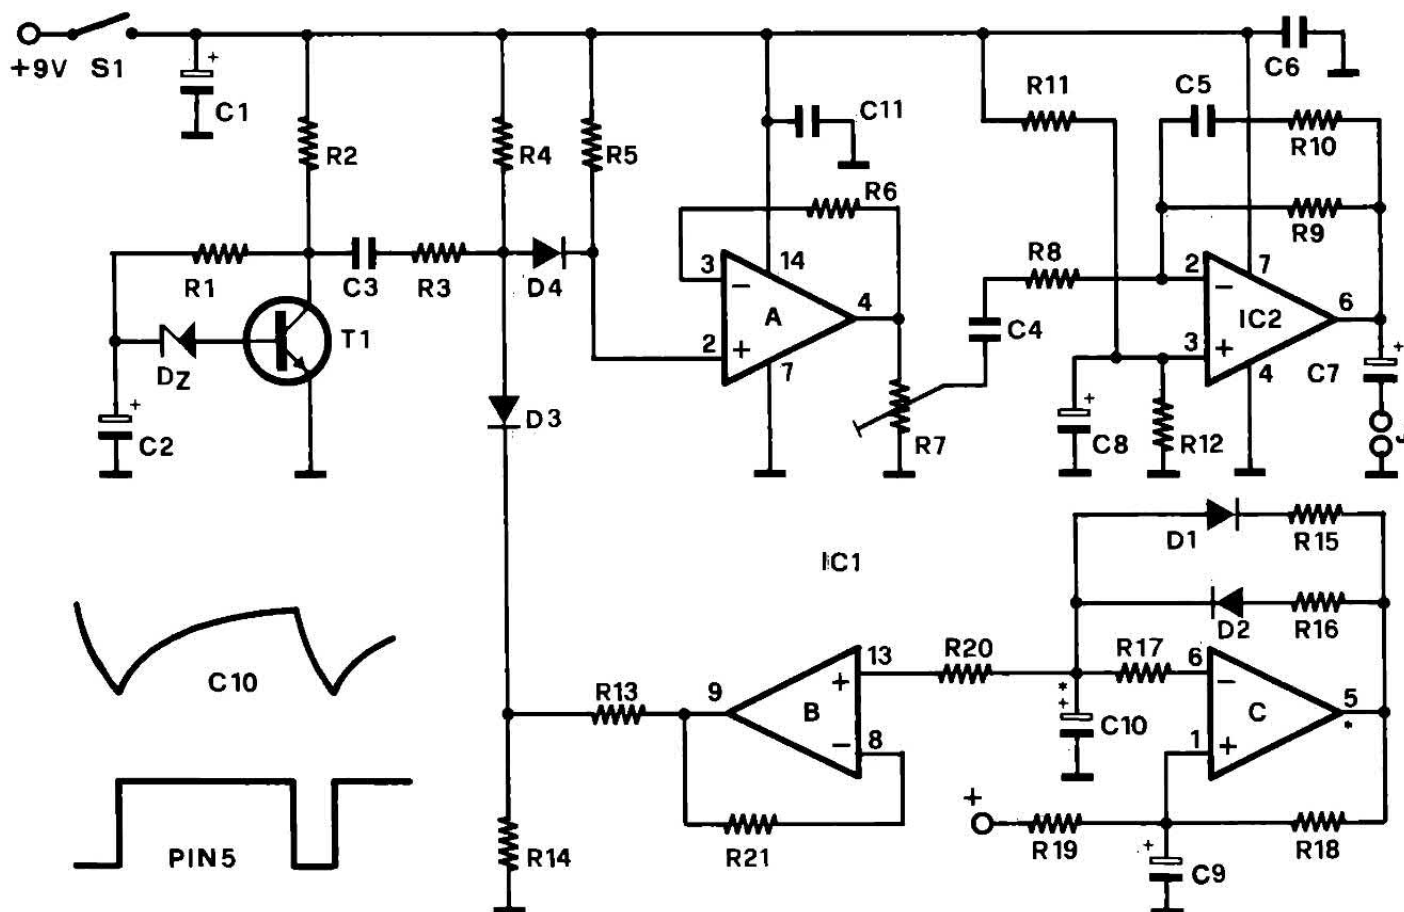 +9V S1
C1
R2
R4
R5
C11
R11
C6
C5
R10
R6
R9
R1
C3
R3
D4
3
14
R8
2
7
–
A
4
–
IC2
6
T1
C4
DZ
2
+
7
3
+
4
C7
+
+
C2
D3
R7
+
C8
R12
J
D1
R15
IC1
D2
R16
C10
R20
R17
6
13
9
R13
B
+
–
8
*
+
C10
–
C
5
*
1
+
+
PIN5
R14
R21
R19
+
C9
R18